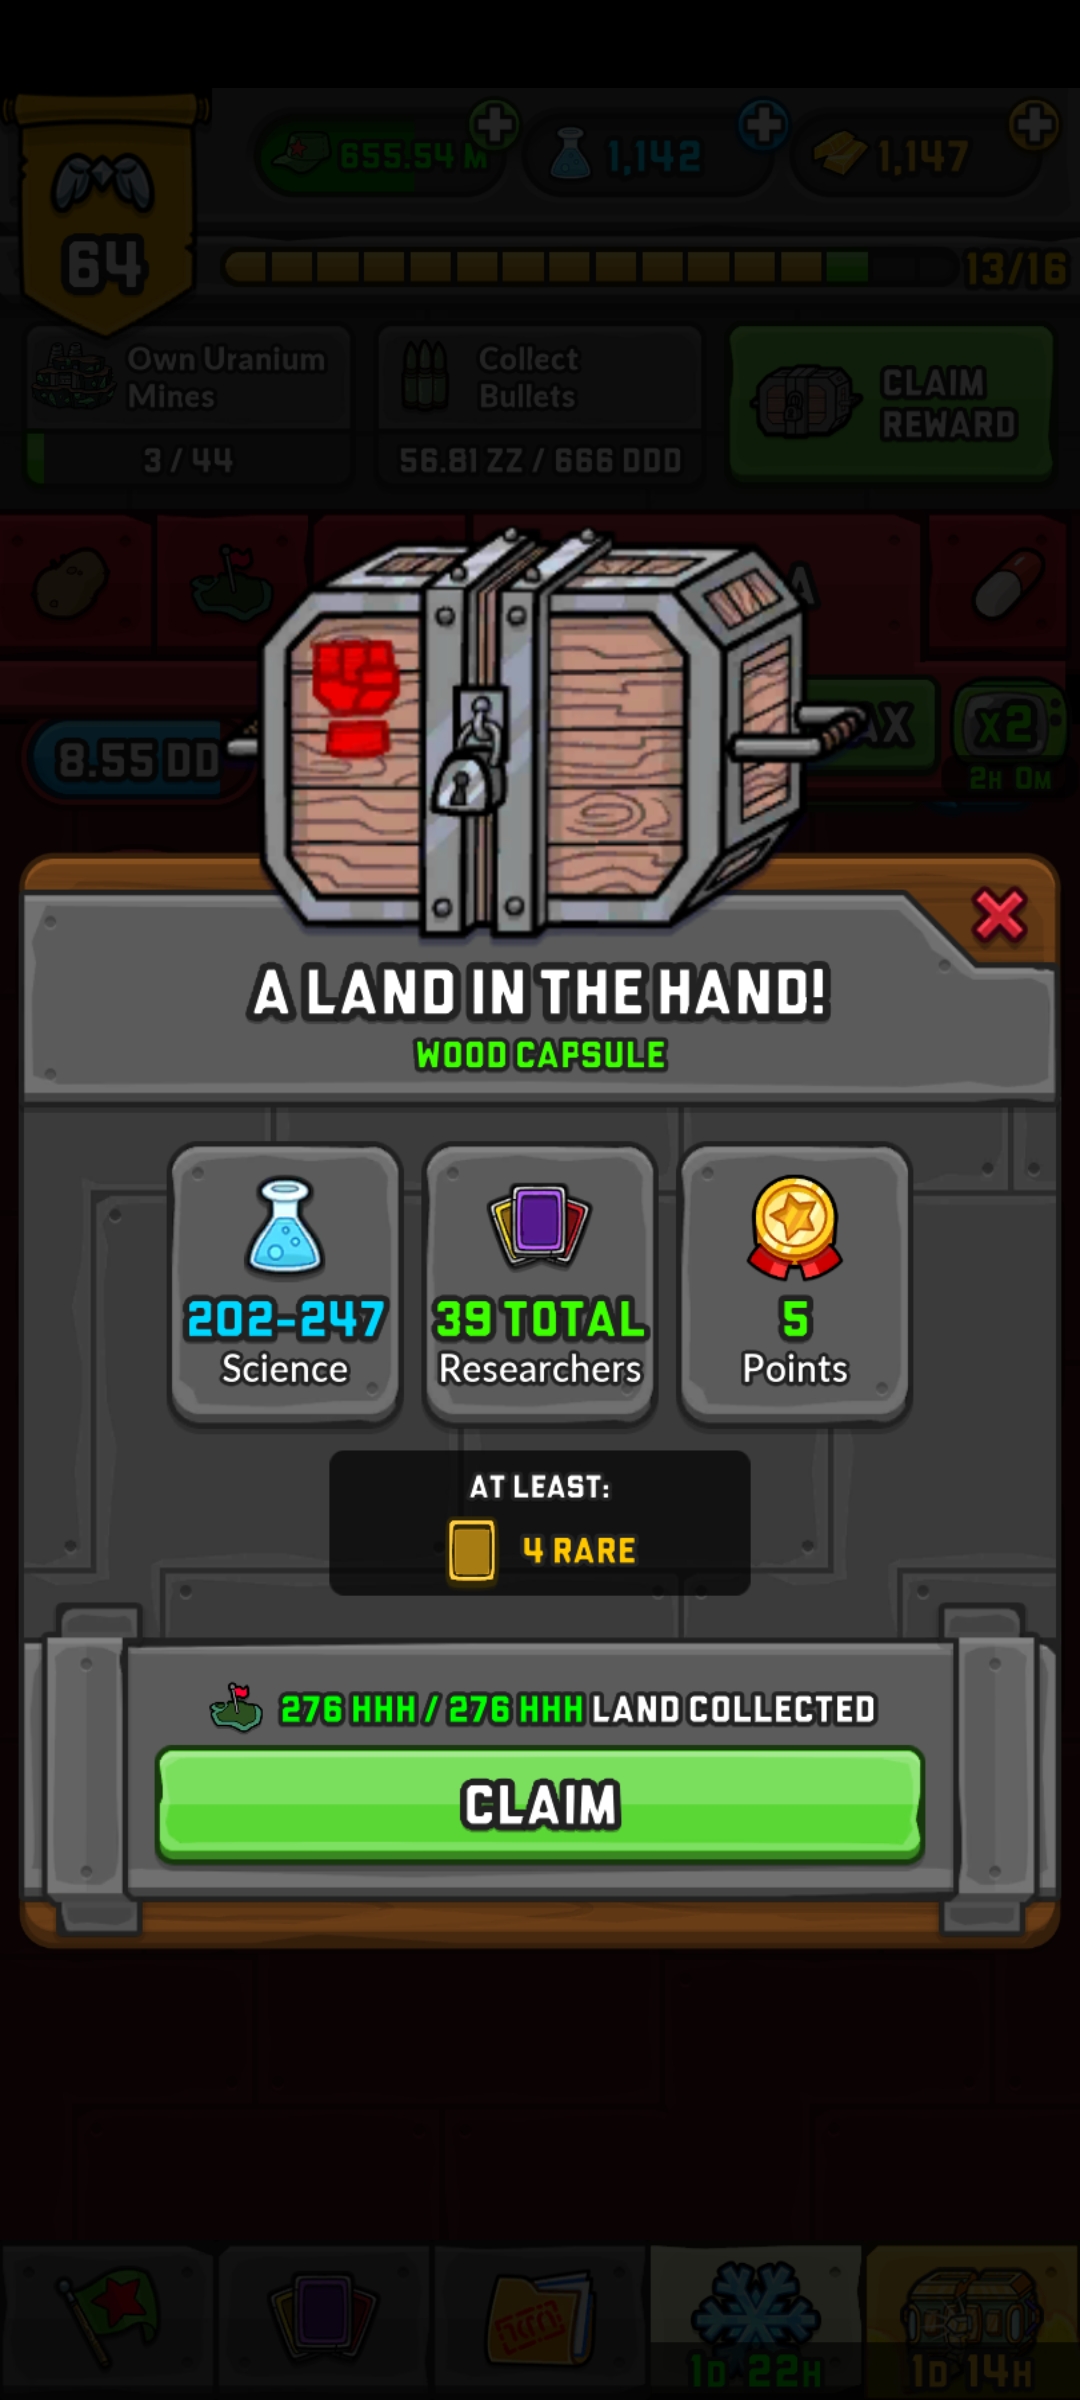 655.54 M
1,142
1,147
64
13/16
Own Uranium
Mines
3 / 44
Collect
Bullets
56.81 ZZ / 666 DDD
CLAIM
REWARD
8.55 DD
AX
X2
2H 0M
A LAND IN THE HAND!
WOOD CAPSULE
202-247
Science
39 TOTAL
Researchers
5
Points
AT LEAST:
4 RARE
276 HHH / 276 HHH LAND COLLECTED
CLAIM
1D 22H
1D 14H